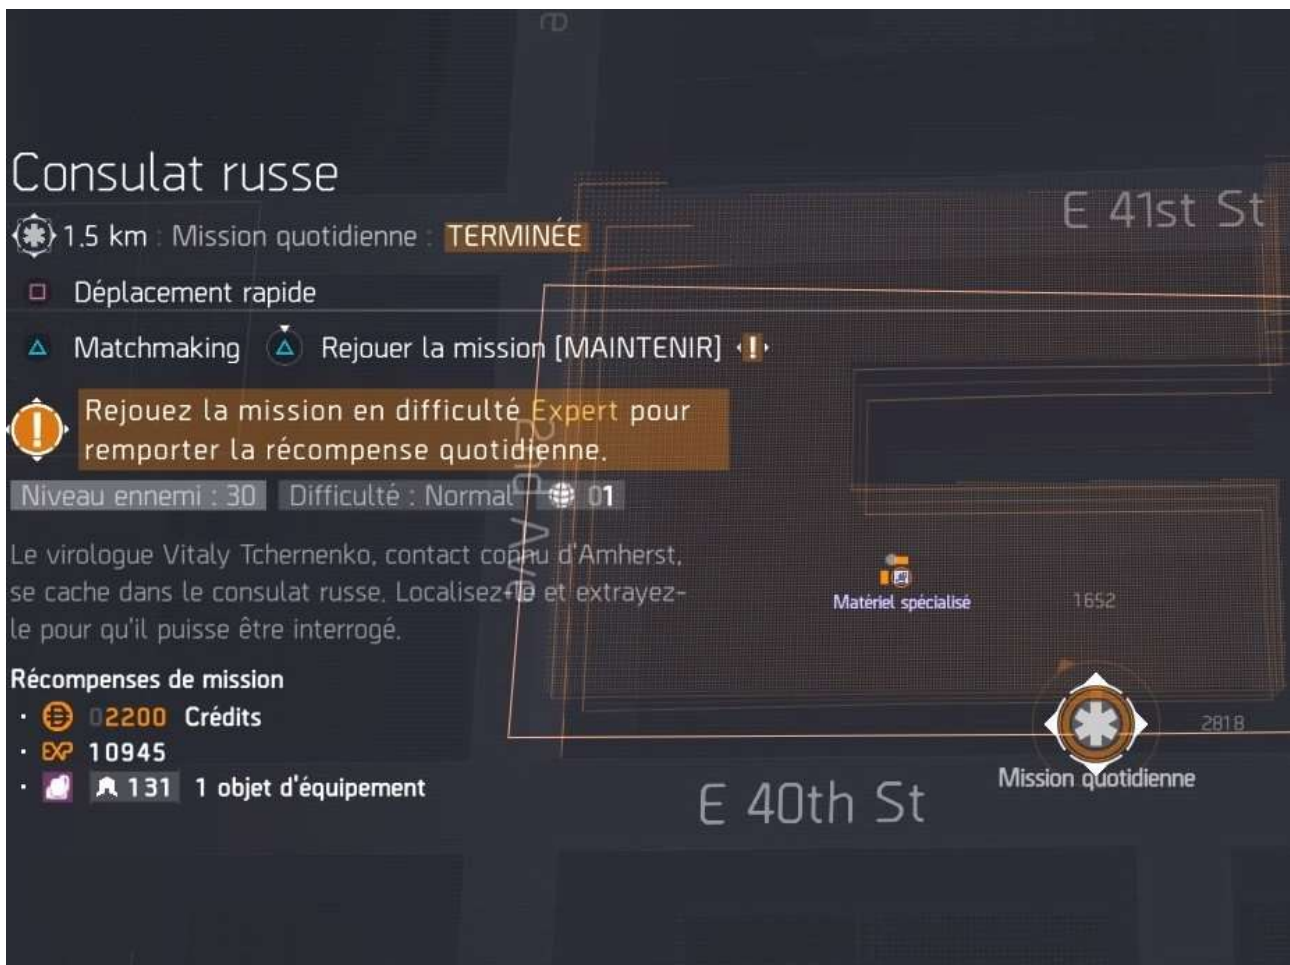 Consulat russe
1.5 km : Mission quotidienne : TERMINÉE
Déplacement rapide
Matchmaking Rejouer la mission [MAINTENIR] !
Rejouez la mission en difficulté Expert pour
remporter la récompense quotidienne.
Niveau ennemi : 30 Difficulté : Normal 01
Le virologue Vitaly Tchernenko, contact connu d'Amherst,
se cache dans le consulat russe. Localisez-le et extrayez-
le pour qu'il puisse être interrogé.
Récompenses de mission
· 02200 Crédits
· EXP 10945
· 131 1 objet d'équipement
E 41st St
2nd Ave
Matériel spécialisé
1652
2818
Mission quotidienne
E 40th St